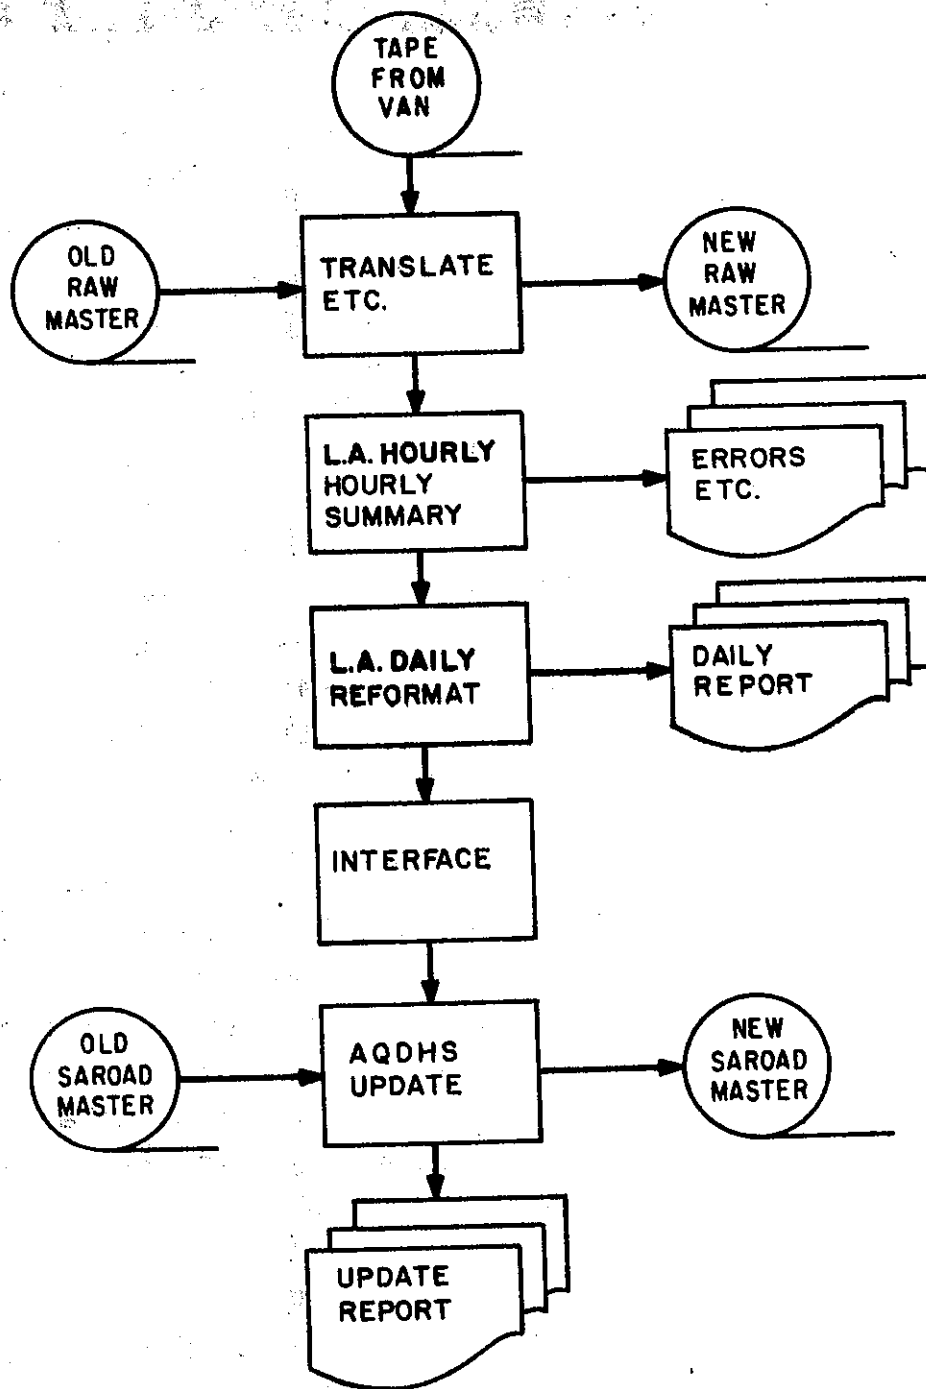 TAPE
FROM
VAN
OLD
RAW
MASTER
TRANSLATE
ETC.
NEW
RAW
MASTER
L.A. HOURLY
HOURLY
SUMMARY
ERRORS
ETC.
L.A. DAILY
REFORMAT
DAILY
REPORT
INTERFACE
OLD
SAROAD
MASTER
AQDHS
UPDATE
NEW
SAROAD
MASTER
UPDATE
REPORT